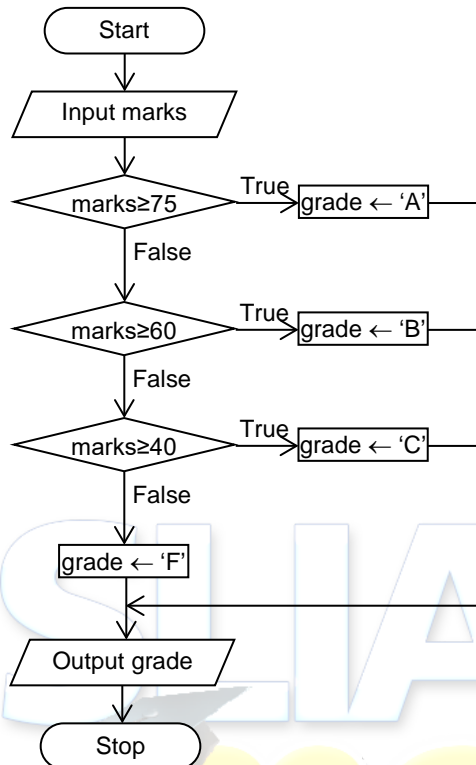 Start
Input marks
marks≥75
True
grade ← ‘A’
False
marks≥60
True
grade ← ‘B’
False
marks≥40
True
grade ← ‘C’
False
grade ← ‘F’
Output grade
Stop
SLIA